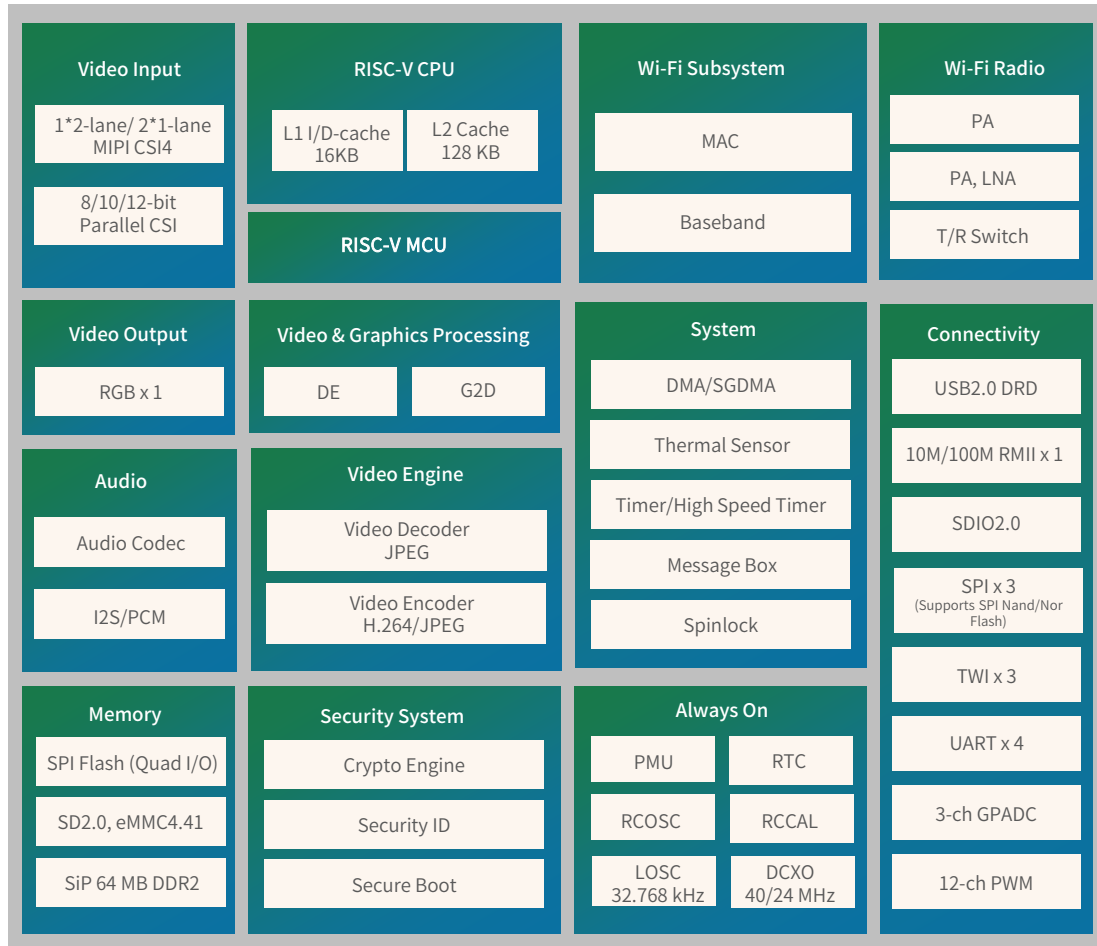 Video Input
1*2-lane/ 2*1-lane
MIPI CSI4
8/10/12-bit
Parallel CSI
RISC-V CPU
L1 I/D-cache
16KB
L2 Cache
128 KB
RISC-V MCU
Wi-Fi Subsystem
MAC
Baseband
Wi-Fi Radio
PA
PA, LNA
T/R Switch
Video Output
RGB x 1
Video & Graphics Processing
DE
G2D
System
DMA/SGDMA
Thermal Sensor
Timer/High Speed Timer
Message Box
Spinlock
Connectivity
USB2.0 DRD
10M/100M RMII x 1
SDIO2.0
SPI x 3
(Supports SPI Nand/Nor
Flash)
TWI x 3
UART x 4
3-ch GPADC
12-ch PWM
Audio
Audio Codec
I2S/PCM
Video Engine
Video Decoder
JPEG
Video Encoder
H.264/JPEG
Memory
SPI Flash (Quad I/O)
SD2.0, eMMC4.41
SiP 64 MB DDR2
Security System
Crypto Engine
Security ID
Secure Boot
Always On
PMU
RTC
RCOSC
RCCAL
LOSC
32.768 kHz
DCXO
40/24 MHz